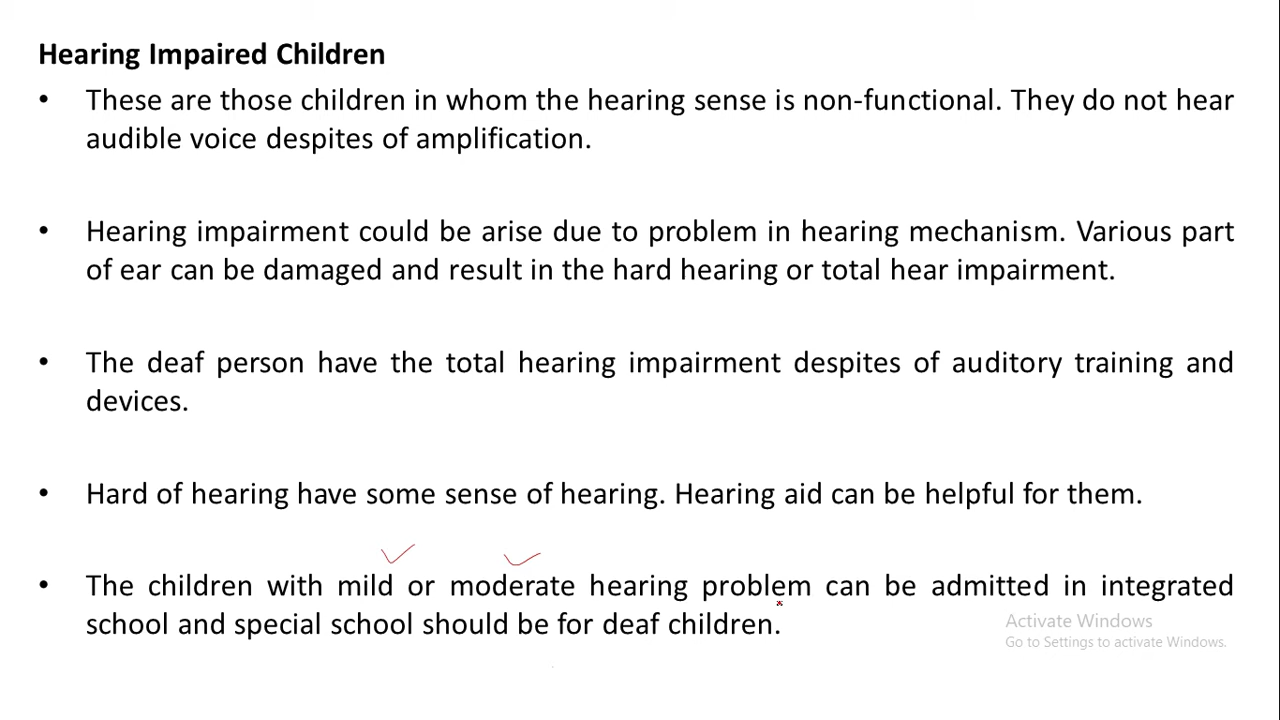 Hearing Impaired Children
• These are those children in whom the hearing sense is non-functional. They do not hear
audible voice despites of amplification.
• Hearing impairment could be arise due to problem in hearing mechanism. Various part
of ear can be damaged and result in the hard hearing or total hear impairment.
• The deaf person have the total hearing impairment despites of auditory training and
devices.
• Hard of hearing have some sense of hearing. Hearing aid can be helpful for them.
• The children with mild or moderate hearing problem can be admitted in integrated
school and special school should be for deaf children.
Activate Windows
Go to Settings to activate Windows.